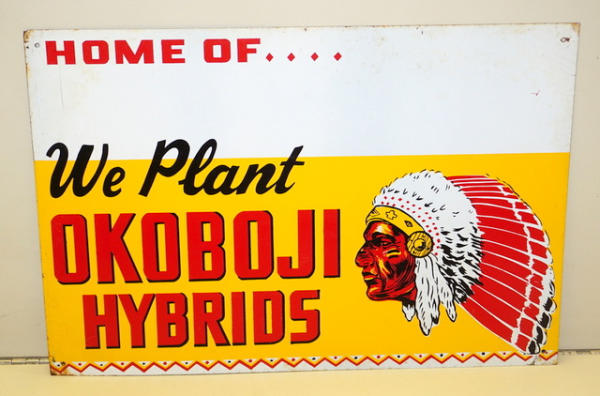 HOME OF....
We Plant
OKOBOJI
HYBRIDS